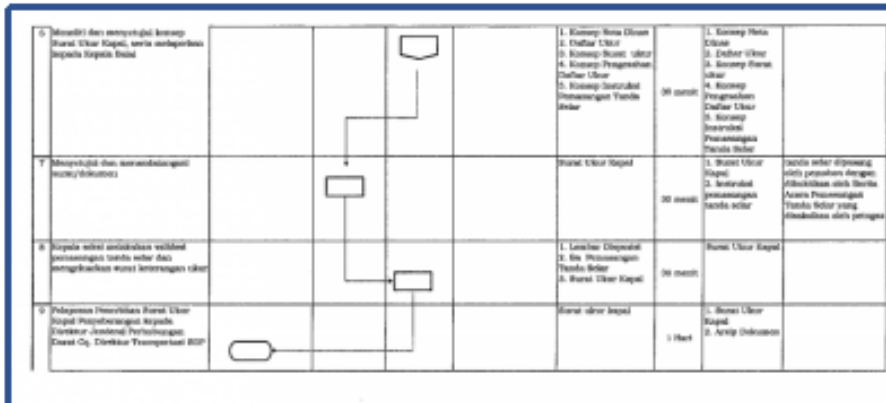 6 Meneliti dan menyetujui konsep
Surat Ukur Kapal, serta melaporkan
kepada Kepala Balai
1. Konsep Nota Dinas
2. Daftar Ukur
3. Konsep Surat ukur
4. Konsep Pengesahan
Daftar Ukur
5. Konsep Instruksi
Pemasangan Tanda
Selar
menit
1. Konsep Nota
Dinas
2. Daftar Ukur
3. Konsep Surat
ukur
4. Konsep
Pengesahan
Daftar Ukur
5. Konsep
Instruksi
Pemasangan
Tanda Selar
7 Menyetujui dan menandatangani
surat/dokumen
Surat Ukur Kapal
menit
1. Surat Ukur
Kapal
2. Instruksi
pemasangan
tanda selar
tanda selar dipasang
oleh pemohon dengan
dibuktikan oleh Berita
Acara Pemasangan
Tanda Selar yang
disaksikan oleh petugas
8 Kepala seksi melakukan validasi
pemasangan tanda selar dan
mengeluarkan surat keterangan ukur
1. Lembar Disposisi
2. Pemasangan
Tanda Selar
3. Surat Ukur Kapal
menit
Surat Ukur Kapal
9 Pelaporan Penerbitan Surat Ukur
Kapal Penyeberangan kepada
Direktur Jenderal Perhubungan
Darat Cq. Direktur Transportasi SDP
Surat ukur kapal
1 Hari
1. Surat Ukur
Kapal
2. Arsip Dokumen